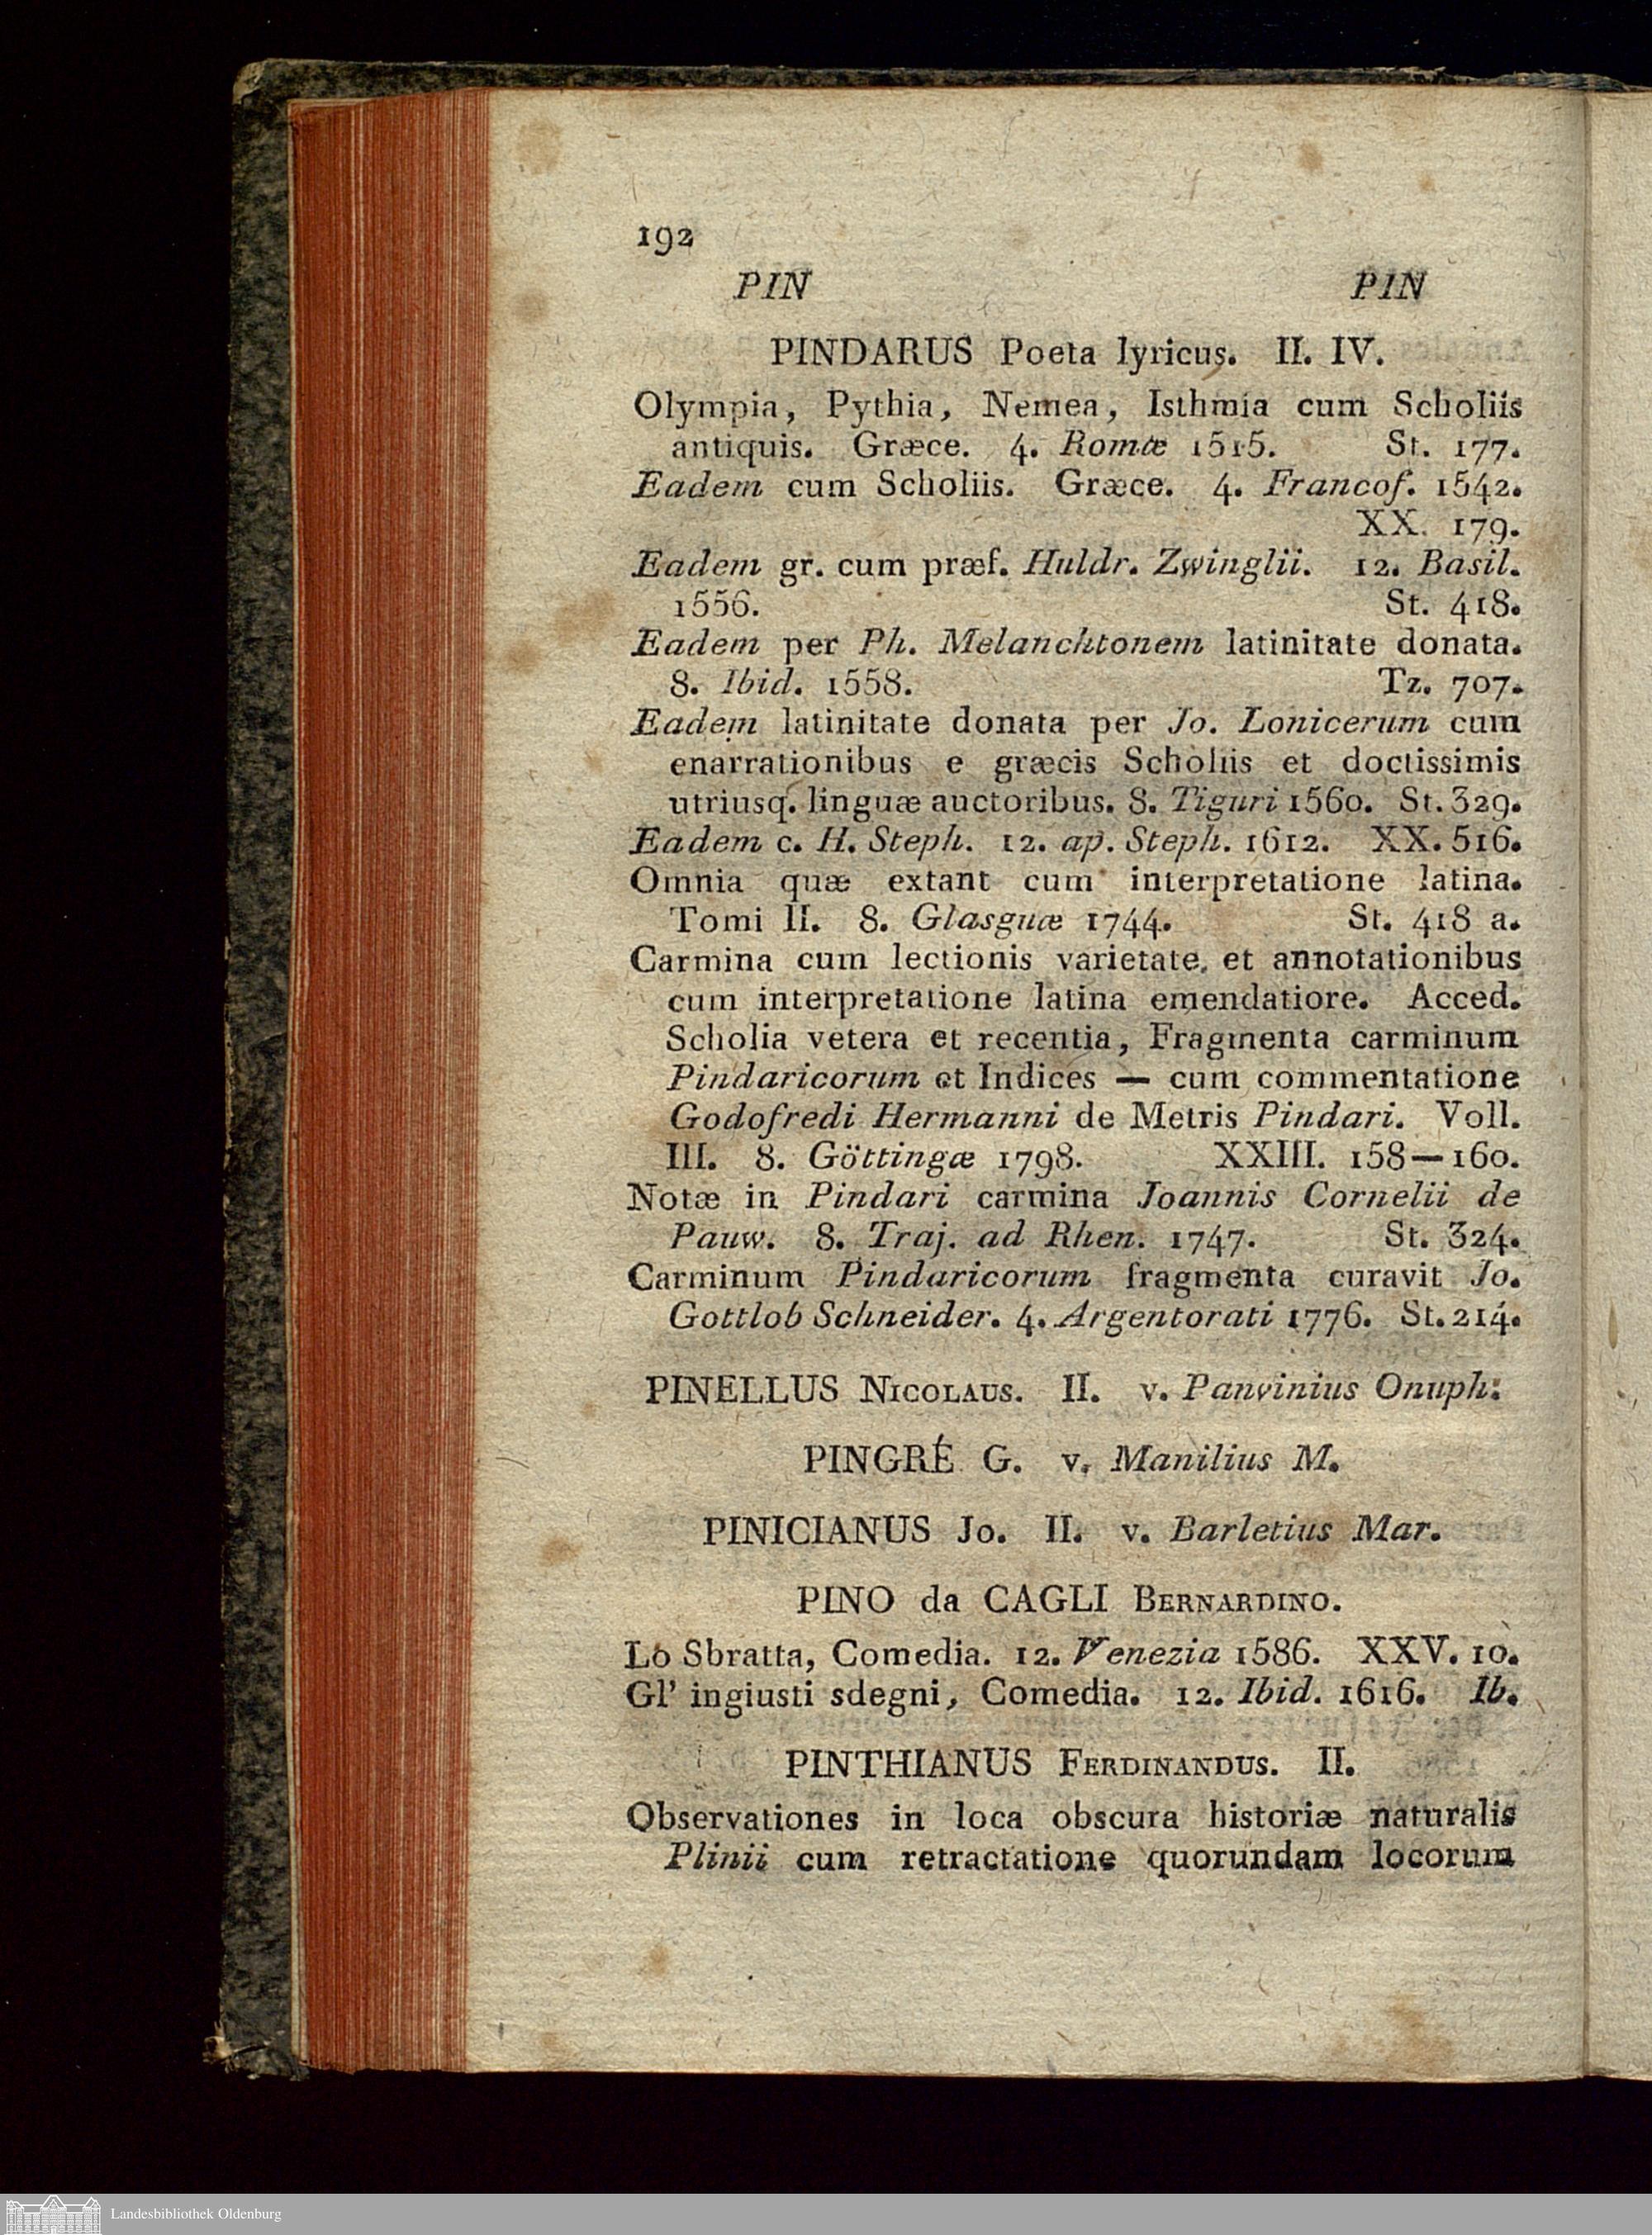 192
PIN PIN
PINDARUS Poeta lyricus. II. IV.
Olympia, Pythia, Nemea, Isthmia cum Scholiis
antiquis. Græce. 4. Romæ 1515. St. 177.
Eadem cum Scholiis. Græce. 4. Francof. 1542.
XX. 179.
Eadem gr. cum præf. Huldr. Zwinglii. 12. Basil.
1556. St. 418.
Eadem per Ph. Melanchtonem latinitate donata.
8. Ibid. 1558. Tz. 707.
Eadem latinitate donata per Jo. Lonicerum cum
enarrationibus e græcis Scholiis et doctissimis
utriusq. linguæ auctoribus. 8. Tiguri 1560. St. 329.
Eadem c. H. Steph. 12. ap. Steph. 1612. XX. 516.
Omnia quæ extant cum interpretatione latina.
Tomi II. 8. Glasguæ 1744. St. 418 a.
Carmina cum lectionis varietate, et annotationibus
cum interpretatione latina emendatiore. Acced.
Scholia vetera et recentia, Fragmenta carminum
Pindaricorum et Indices — cum commentatione
Godofredi Hermanni de Metris Pindari. Voll.
III. 8. Göttingæ 1798. XXIII. 158—160.
Notæ in Pindari carmina Joannis Cornelii de
Pauw. 8. Traj. ad Rhen. 1747. St. 324.
Carminum Pindaricorum fragmenta curavit Jo.
Gottlob Schneider. 4. Argentorati 1776. St. 214.
PINELLUS NICOLAUS. II. v. Panvinius Onuph.
PINGRÉ G. v. Manilius M.
PINICIANUS Jo. II. v. Barletius Mar.
PINO da CAGLI BERNARDINO.
Lo Sbratta, Comedia. 12. Venezia 1586. XXV. 10.
Gl' ingiusti sdegni, Comedia. 12. Ibid. 1616. Ib.
PINTHIANUS FERDINANDUS. II.
Observationes in loca obscura historiæ naturalis
Plinii cum retractatione quorundam locorum
Landesbibliothek Oldenburg